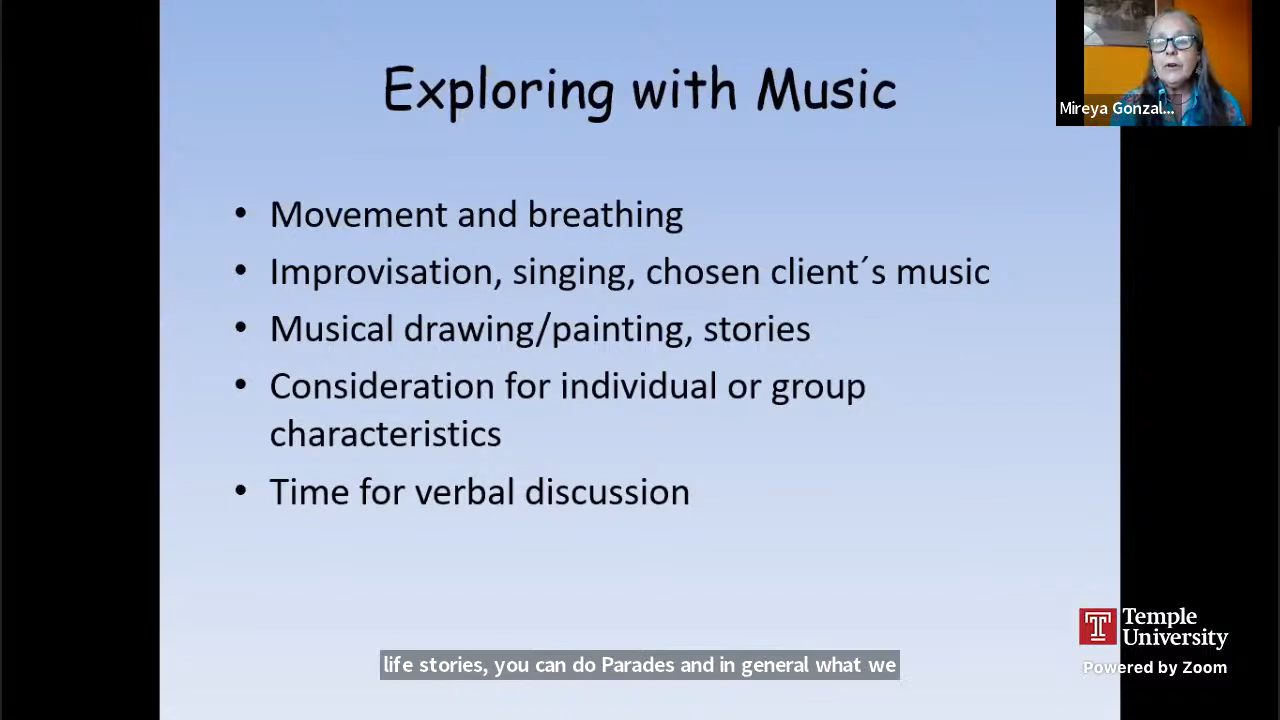 Exploring with Music
Mireya Gonzal...
• Movement and breathing
• Improvisation, singing, chosen client´s music
• Musical drawing/painting, stories
• Consideration for individual or group
characteristics
• Time for verbal discussion
T Temple
University
Powered by Zoom
life stories, you can do Parades and in general what we